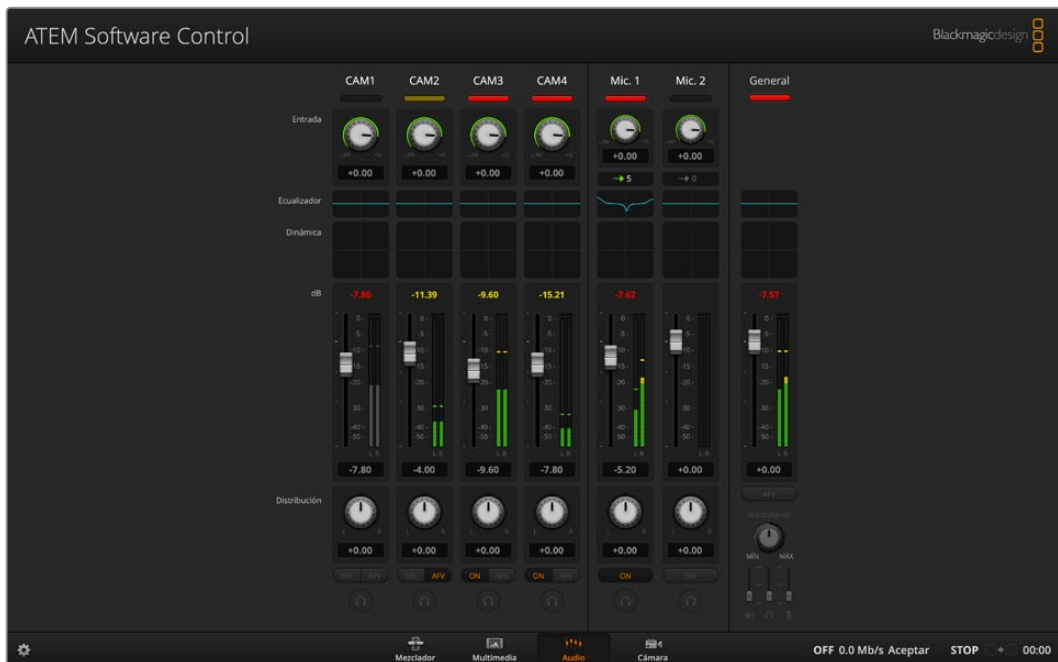 ATEM Software Control
Blackmagicdesign
CAM1 CAM2 CAM3 CAM4 Mic. 1 Mic. 2 General
Entrada
+0.00 +0.00
+0.00 +0.00 +0.00 +0.00
5 0
Ecualizador
Dinámica
dB -7.80 -11.39 -9.60 -15.21 -7.62 -7.57
L R L R L R L R L R L R L R
-7.80 -4.00 -9.60 -7.80 -5.20 +0.00 +0.00
Distribución
AFV
Auriculares
L R L R L R L R L R L R
+0.00 +0.00 +0.00 +0.00 +0.00 +0.00
MÍN MÁX
ON AFV ON AFV ON AFV ON AFV ON
Mezclador Multimedia Audio Cámara
OFF 0.0 Mb/s Aceptar STOP 00:00